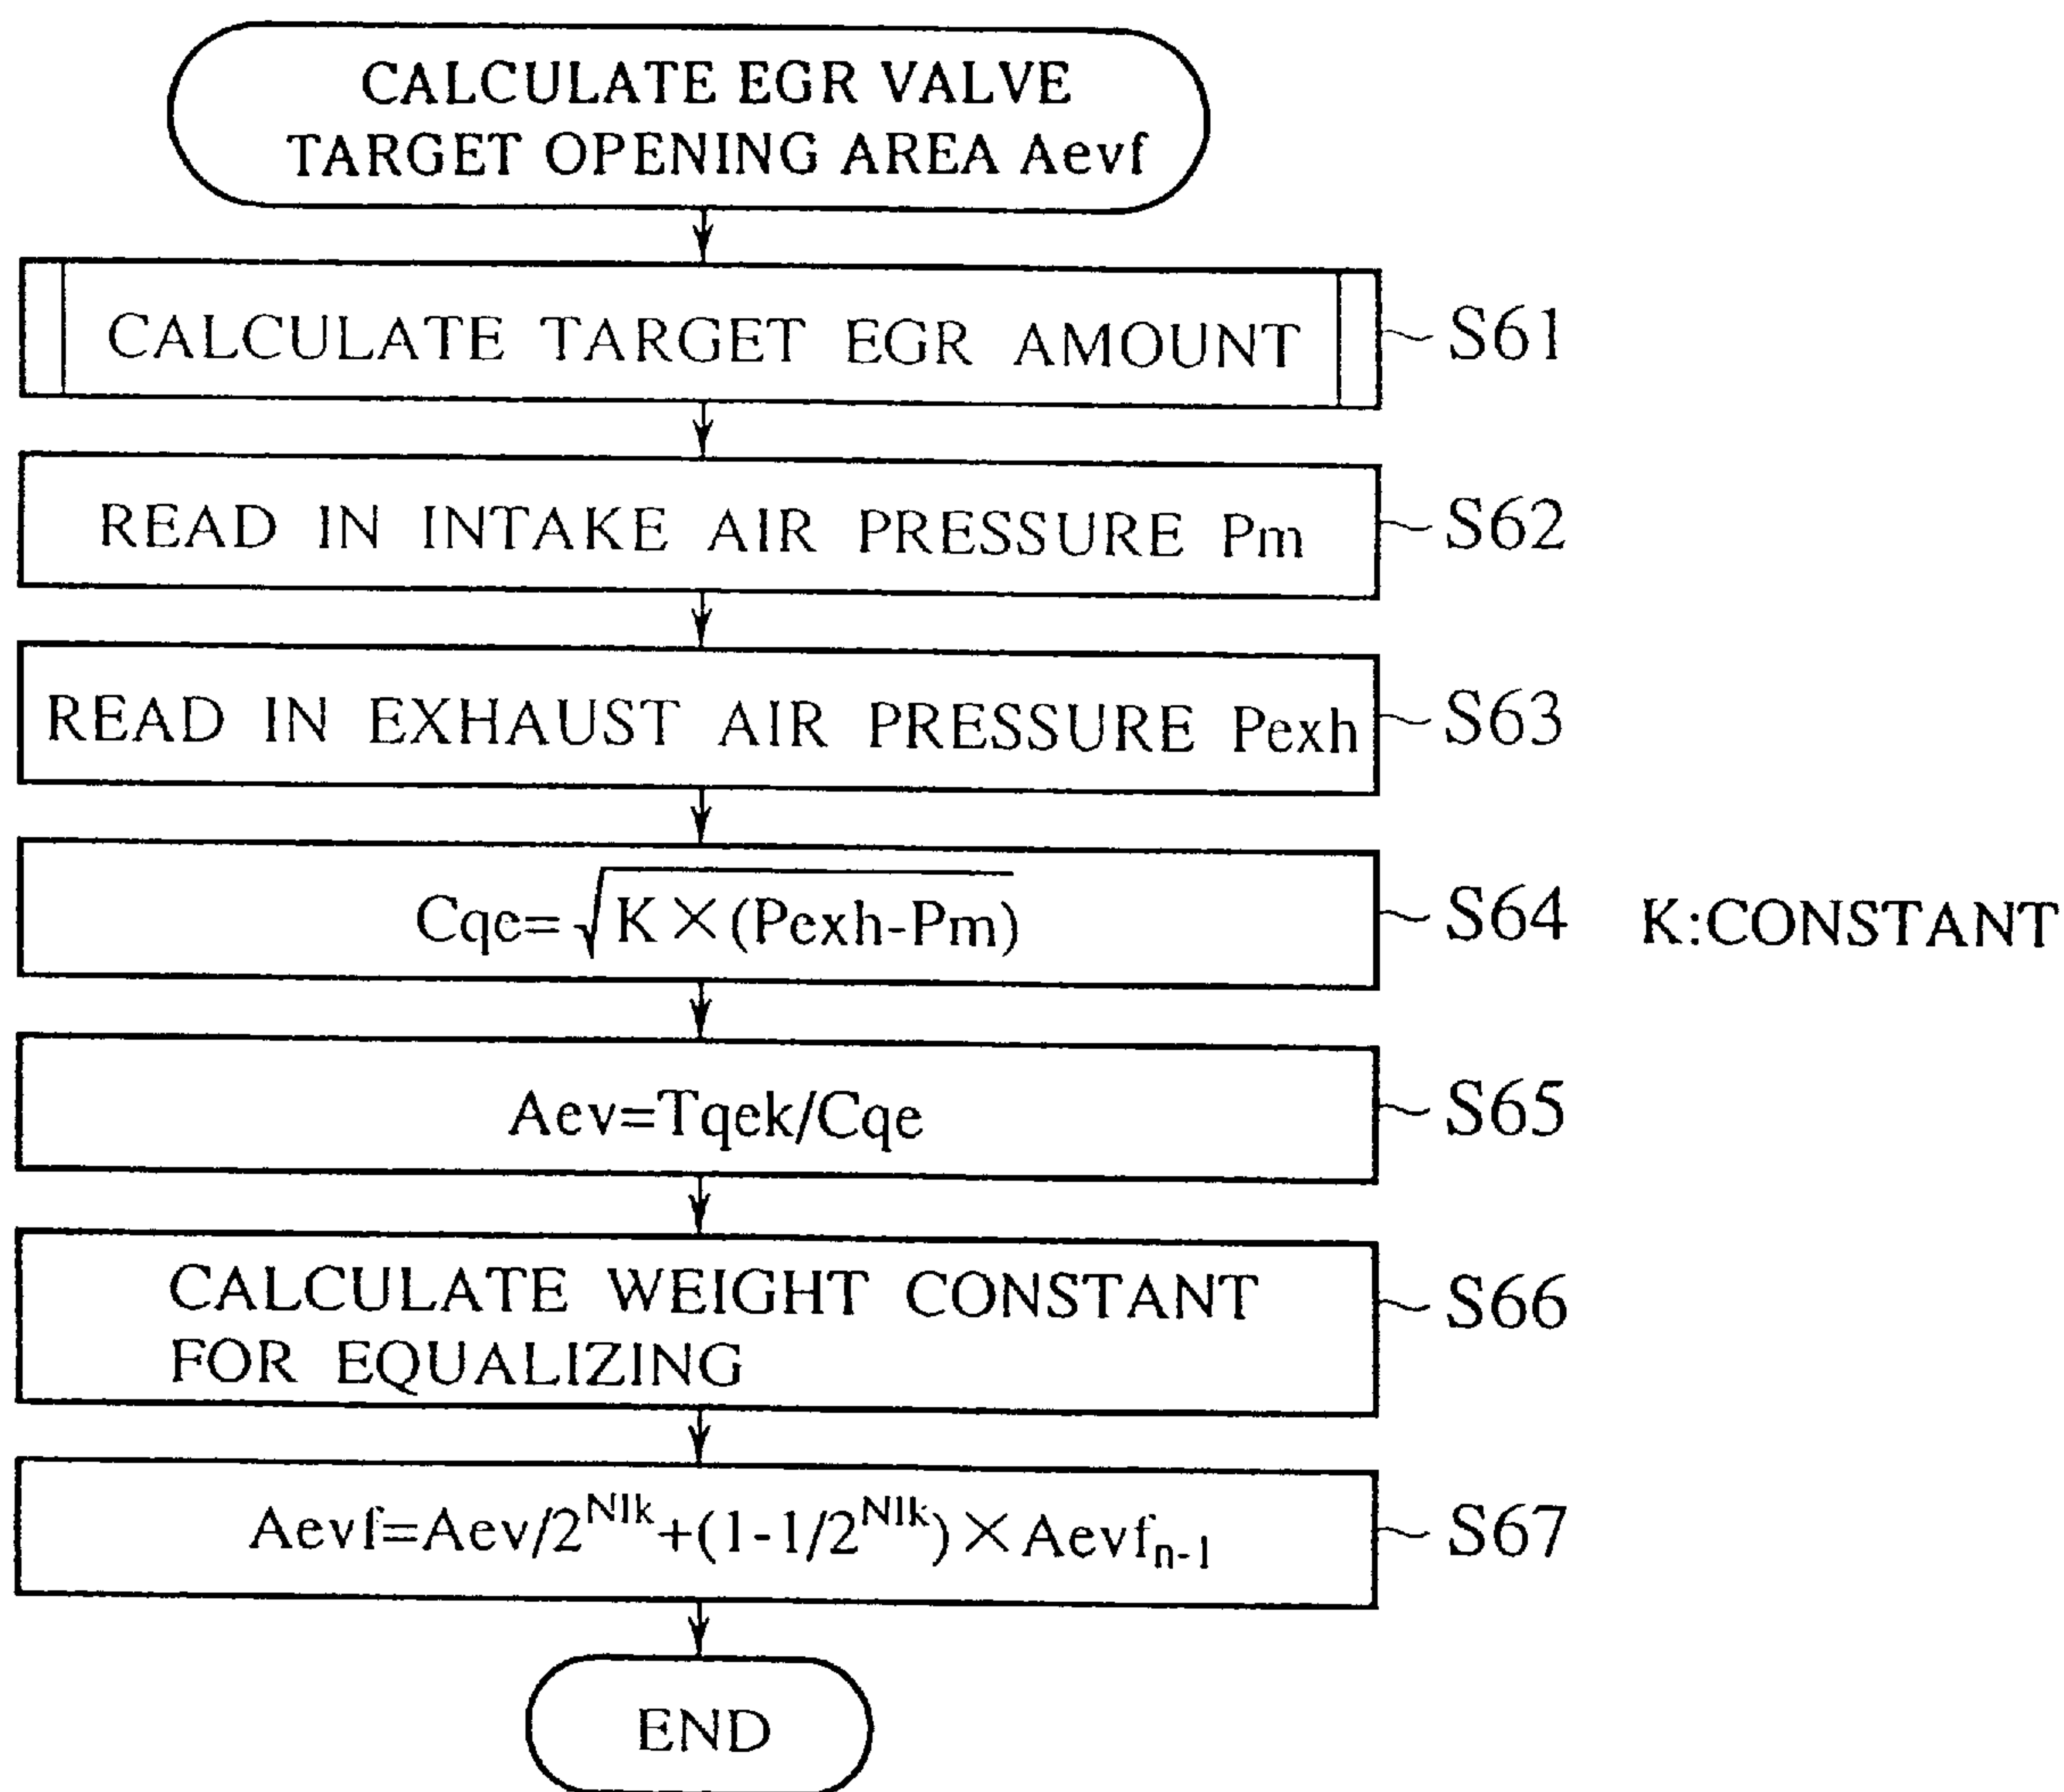 CALCULATE EGR VALVE
TARGET OPENING AREA Aevf
CALCULATE TARGET EGR AMOUNT
S61
READ IN INTAKE AIR PRESSURE Pm
S62
READ IN EXHAUST AIR PRESSURE Pexh
S63
Cqe=√K×(Pexh-Pm)
S64 K:CONSTANT
Aev=Tqek/Cqe
S65
CALCULATE WEIGHT CONSTANT
FOR EQUALIZING
S66
Aevf=Aev/2^Nlk+(1-1/2^Nlk)×Aevf_n-1
S67
END